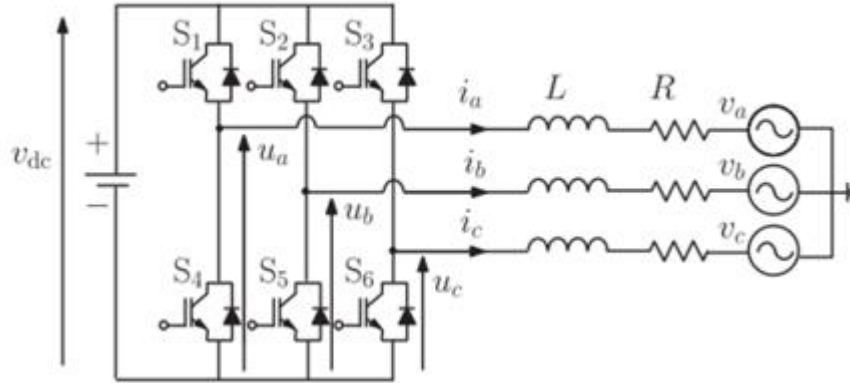 S₁ S₂ S₃
i_a L R v_a
v_dc + − u_a
i_b v_b
u_b
i_c v_c
S₄ S₅ S₆ u_c